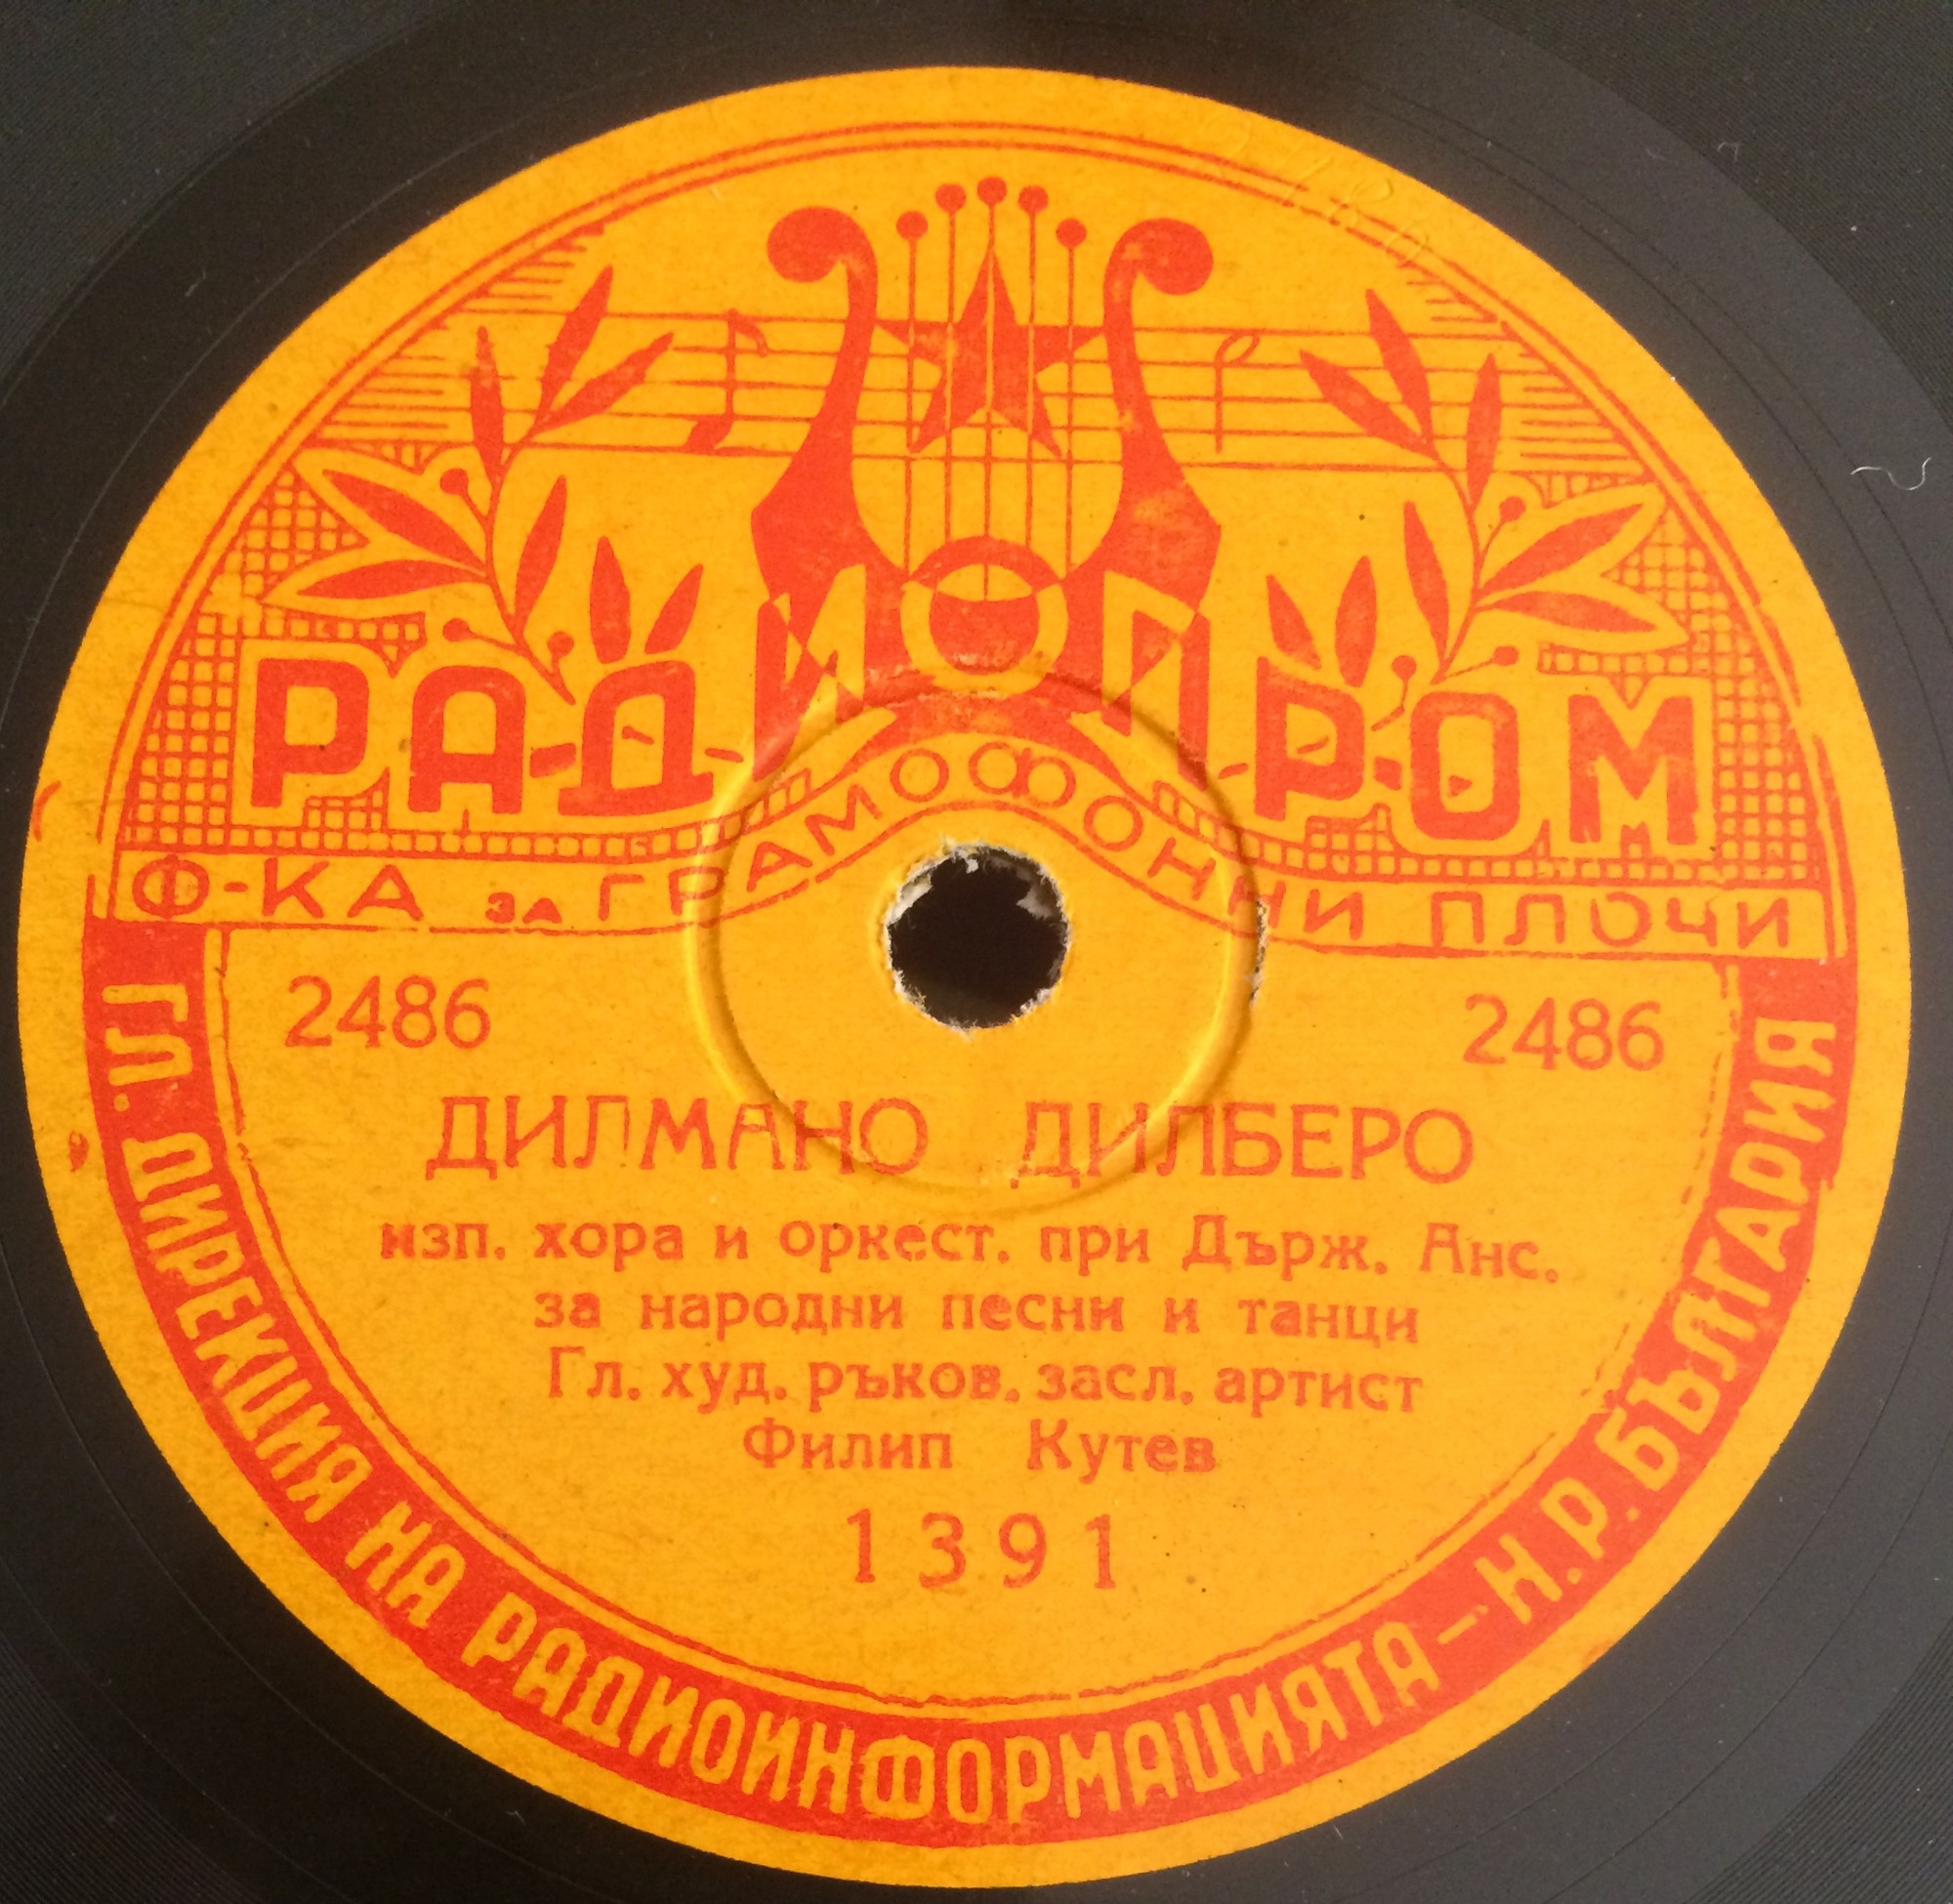 РАДИОПРОМ
Ф-КА за ГРАМОФОННИ ПЛОЧИ
2486 2486
ДИЛМАНО ДИЛБЕРО
изп. хора и оркест. при Държ. Анс.
за народни песни и танци
Гл. худ. ръков. засл. артист
Филип Кутев
1391
ГЛ. ДИРЕКЦИЯ НА РАДИОИНФОРМАЦИЯТА – Н.Р. БЪЛГАРИЯ